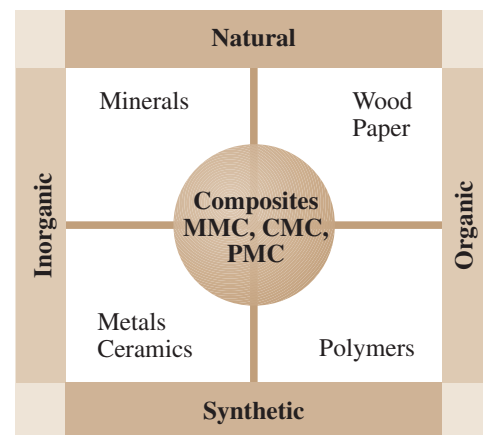 Natural
Minerals
Wood
Paper
Inorganic
Composites
MMC, CMC,
PMC
Organic
Metals
Ceramics
Polymers
Synthetic